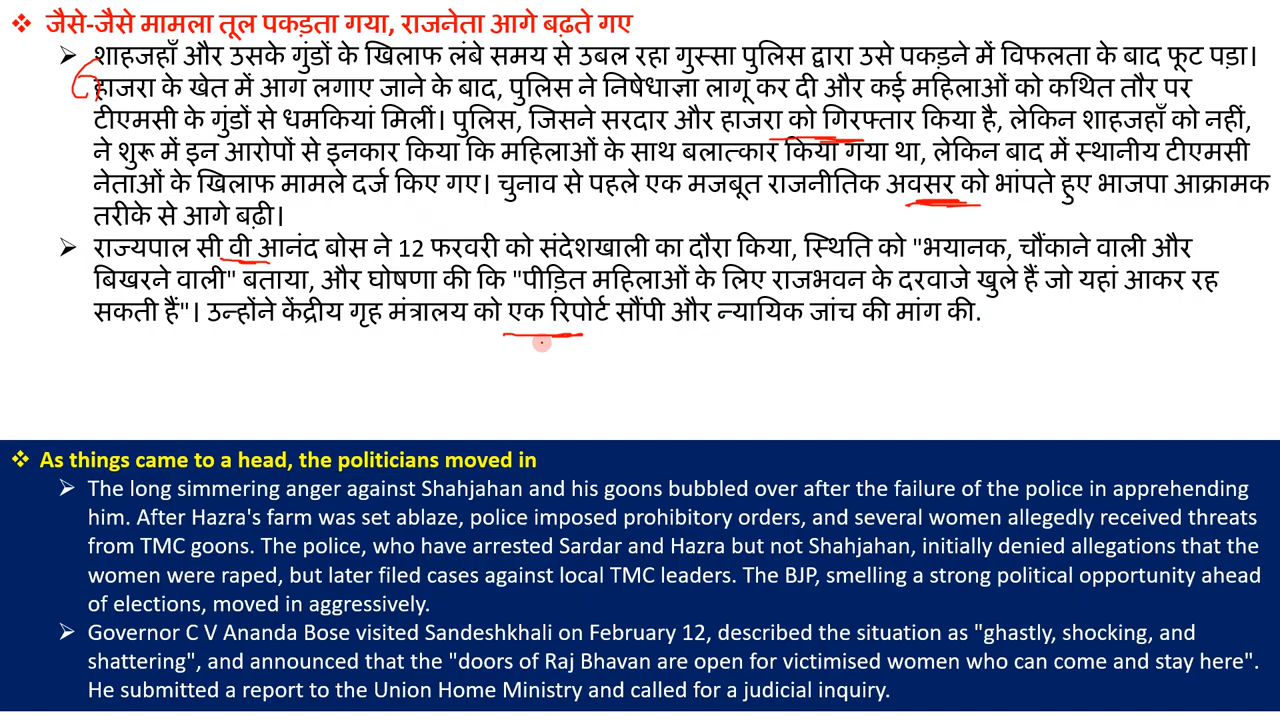 ❖ जैसे-जैसे मामला तूल पकड़ता गया, राजनेता आगे बढ़ते गए
➢ शाहजहाँ और उसके गुंडों के खिलाफ लंबे समय से उबल रहा गुस्सा पुलिस द्वारा उसे पकड़ने में विफलता के बाद फूट पड़ा।
हाजरा के खेत में आग लगाए जाने के बाद, पुलिस ने निषेधाज्ञा लागू कर दी और कई महिलाओं को कथित तौर पर
टीएमसी के गुंडों से धमकियां मिलीं। पुलिस, जिसने सरदार और हाजरा को गिरफ्तार किया है, लेकिन शाहजहाँ को नहीं,
ने शुरू में इन आरोपों से इनकार किया कि महिलाओं के साथ बलात्कार किया गया था, लेकिन बाद में स्थानीय टीएमसी
नेताओं के खिलाफ मामले दर्ज किए गए। चुनाव से पहले एक मजबूत राजनीतिक अवसर को भांपते हुए भाजपा आक्रामक
तरीके से आगे बढ़ी।
➢ राज्यपाल सी वी आनंद बोस ने 12 फरवरी को संदेशखाली का दौरा किया, स्थिति को "भयानक, चौंकाने वाली और
बिखरने वाली" बताया, और घोषणा की कि "पीड़ित महिलाओं के लिए राजभवन के दरवाजे खुले हैं जो यहां आकर रह
सकती हैं"। उन्होंने केंद्रीय गृह मंत्रालय को एक रिपोर्ट सौंपी और न्यायिक जांच की मांग की.
❖ As things came to a head, the politicians moved in
➢ The long simmering anger against Shahjahan and his goons bubbled over after the failure of the police in apprehending
him. After Hazra's farm was set ablaze, police imposed prohibitory orders, and several women allegedly received threats
from TMC goons. The police, who have arrested Sardar and Hazra but not Shahjahan, initially denied allegations that the
women were raped, but later filed cases against local TMC leaders. The BJP, smelling a strong political opportunity ahead
of elections, moved in aggressively.
➢ Governor C V Ananda Bose visited Sandeshkhali on February 12, described the situation as "ghastly, shocking, and
shattering", and announced that the "doors of Raj Bhavan are open for victimised women who can come and stay here".
He submitted a report to the Union Home Ministry and called for a judicial inquiry.